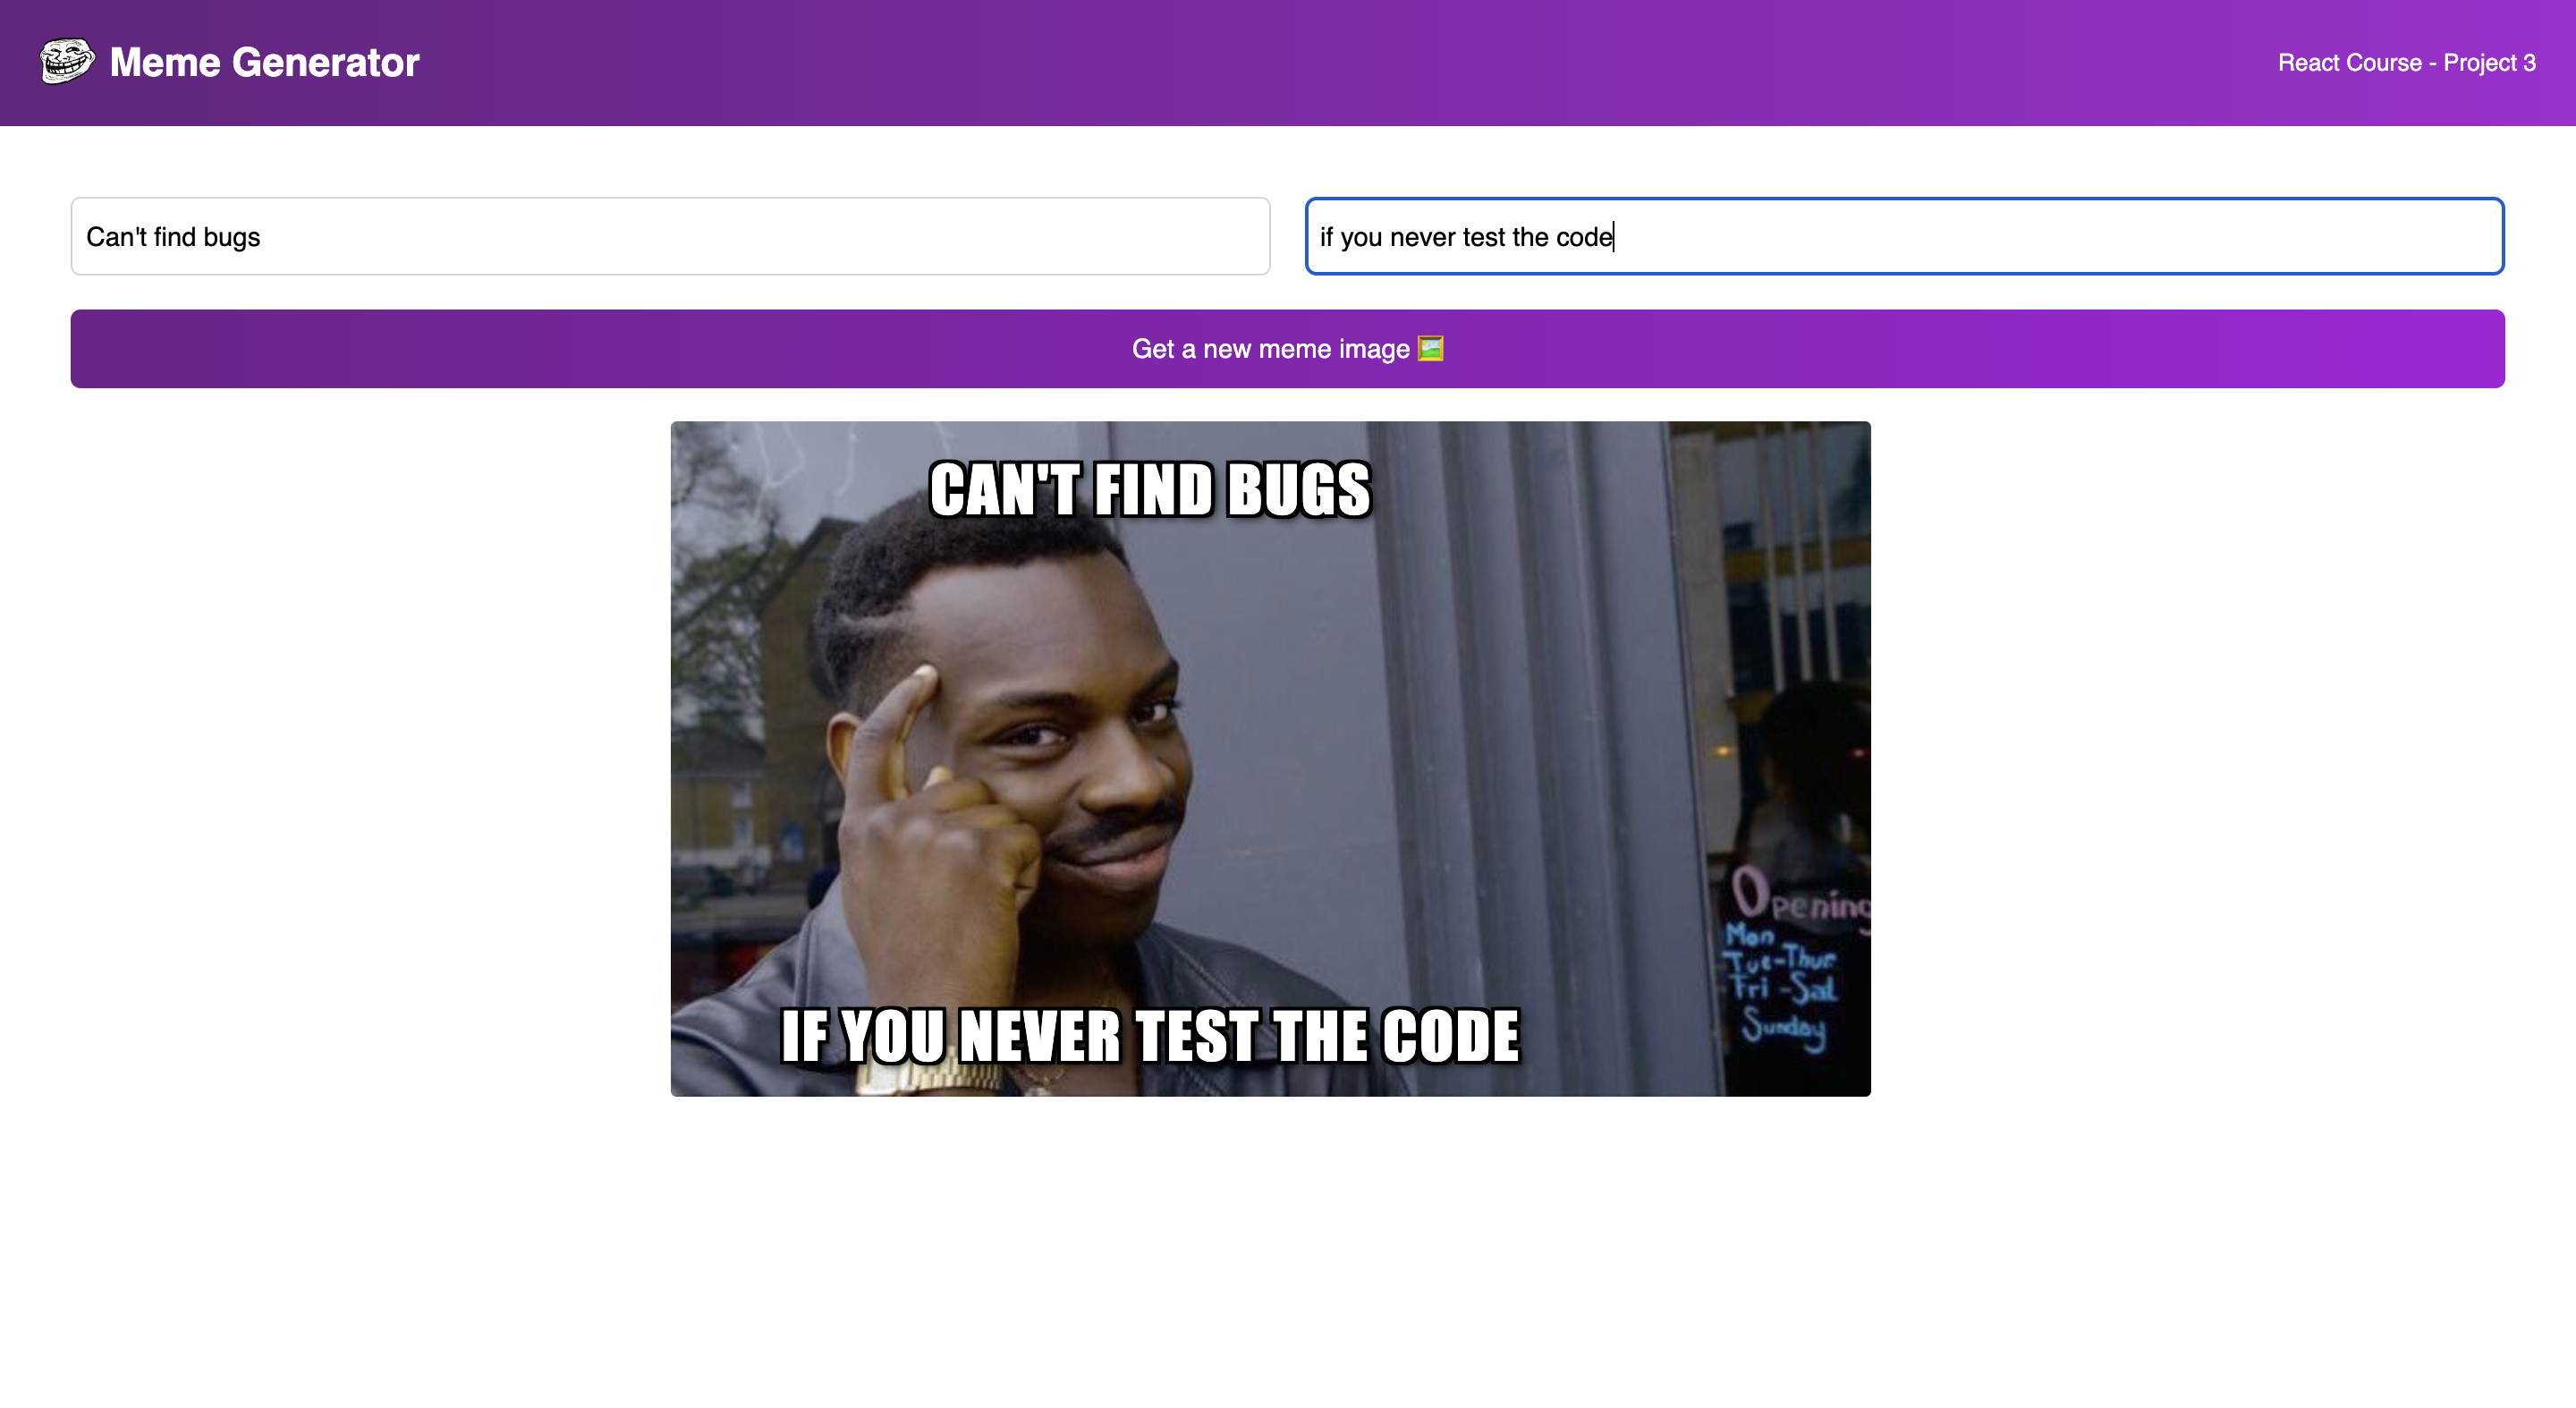 Meme Generator
React Course - Project 3
Can't find bugs
if you never test the code
Get a new meme image 🖼️
CAN'T FIND BUGS
IF YOU NEVER TEST THE CODE
Opening
Mon
Tue-Thur
Fri -Sat
Sunday